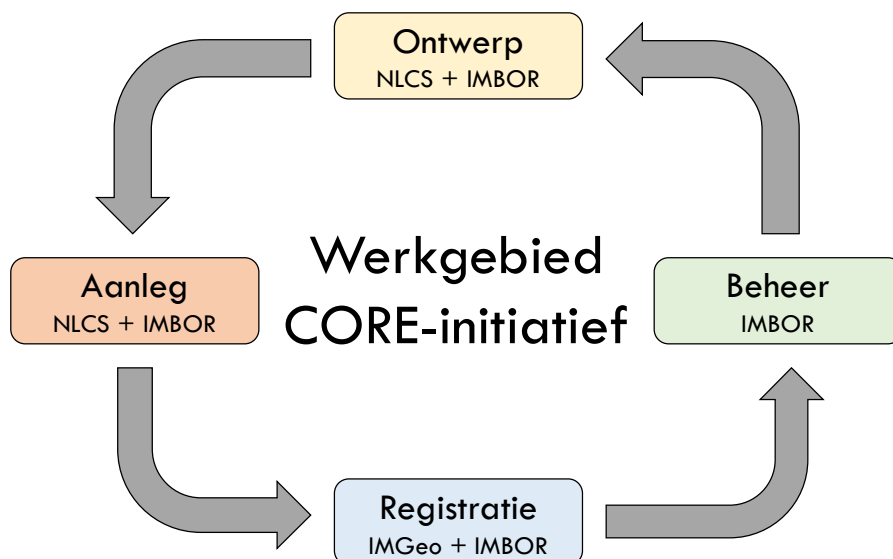 Ontwerp
NLCS + IMBOR
Aanleg
NLCS + IMBOR
Werkgebied
CORE-initiatief
Beheer
IMBOR
Registratie
IMGeo + IMBOR